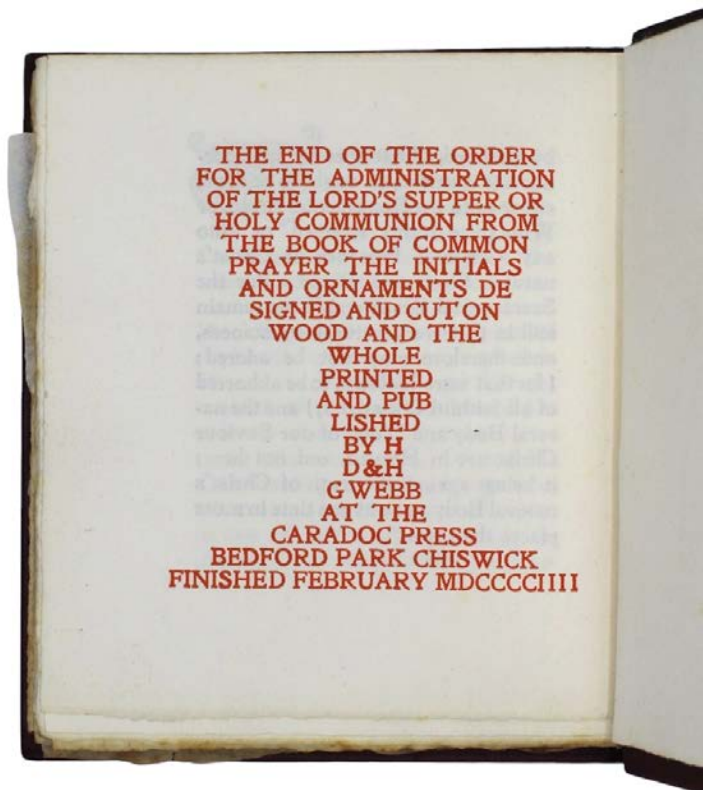 THE END OF THE ORDER
FOR THE ADMINISTRATION
OF THE LORD'S SUPPER OR
HOLY COMMUNION FROM
THE BOOK OF COMMON
PRAYER THE INITIALS
AND ORNAMENTS DE
SIGNED AND CUT ON
WOOD AND THE
WHOLE
PRINTED
AND PUB
LISHED
BY H
D&H
G WEBB
AT THE
CARADOC PRESS
BEDFORD PARK CHISWICK
FINISHED FEBRUARY MDCCCCIIII